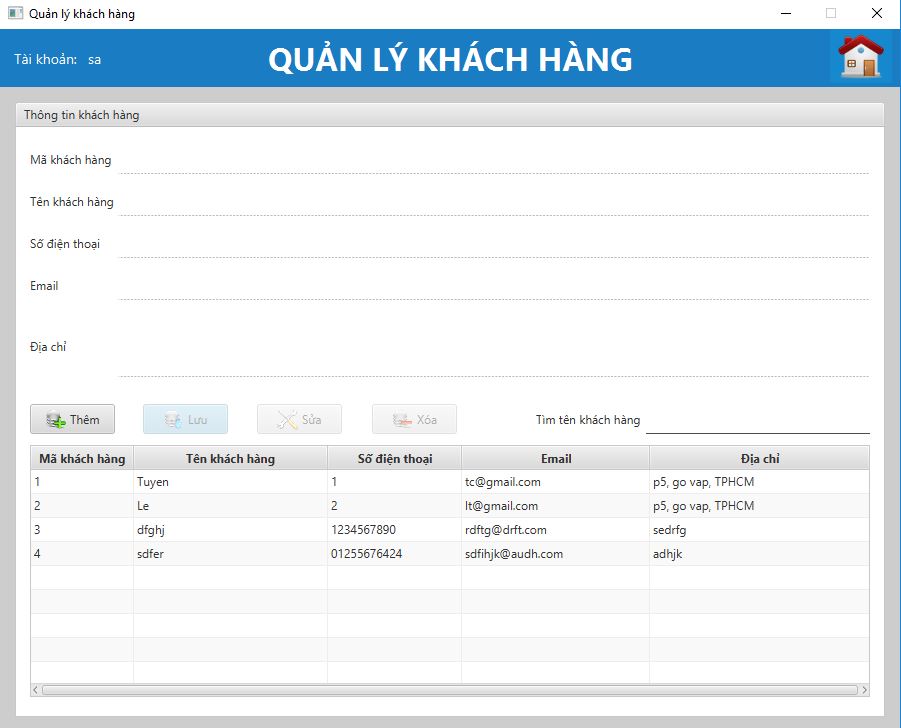 Quản lý khách hàng
Tài khoản: sa
QUẢN LÝ KHÁCH HÀNG
Thông tin khách hàng
Mã khách hàng
Tên khách hàng
Số điện thoại
Email
Địa chỉ
Thêm Lưu Sửa Xóa Tìm tên khách hàng
Mã khách hàng Tên khách hàng Số điện thoại Email Địa chỉ
1 Tuyen 1 tc@gmail.com p5, go vap, TPHCM
2 Le 2 lt@gmail.com p5, go vap, TPHCM
3 dfghj 1234567890 rdftg@drft.com sedrfg
4 sdfer 01255676424 sdfihjk@audh.com adhjk